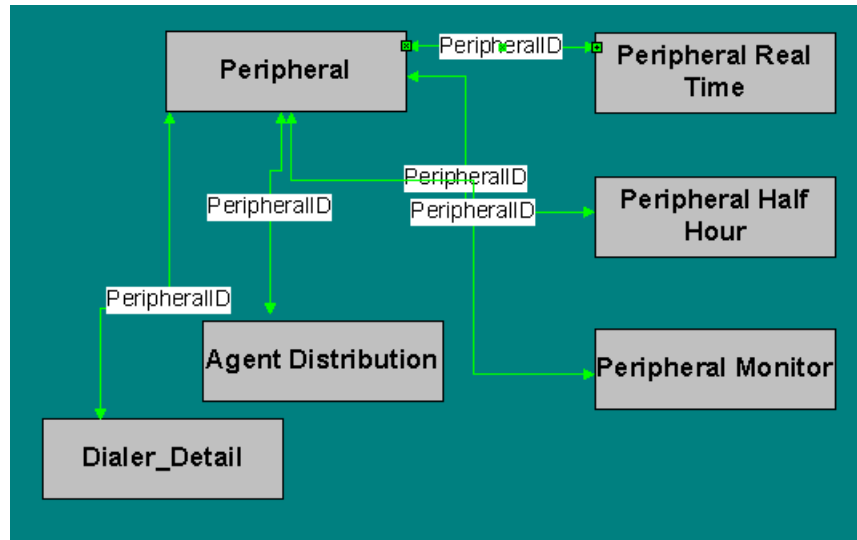 Peripheral
PeripheralID
Peripheral Real
Time
PeripheralID
PeripheralID
PeripheralID
Peripheral Half
Hour
PeripheralID
Agent Distribution
Peripheral Monitor
Dialer_Detail